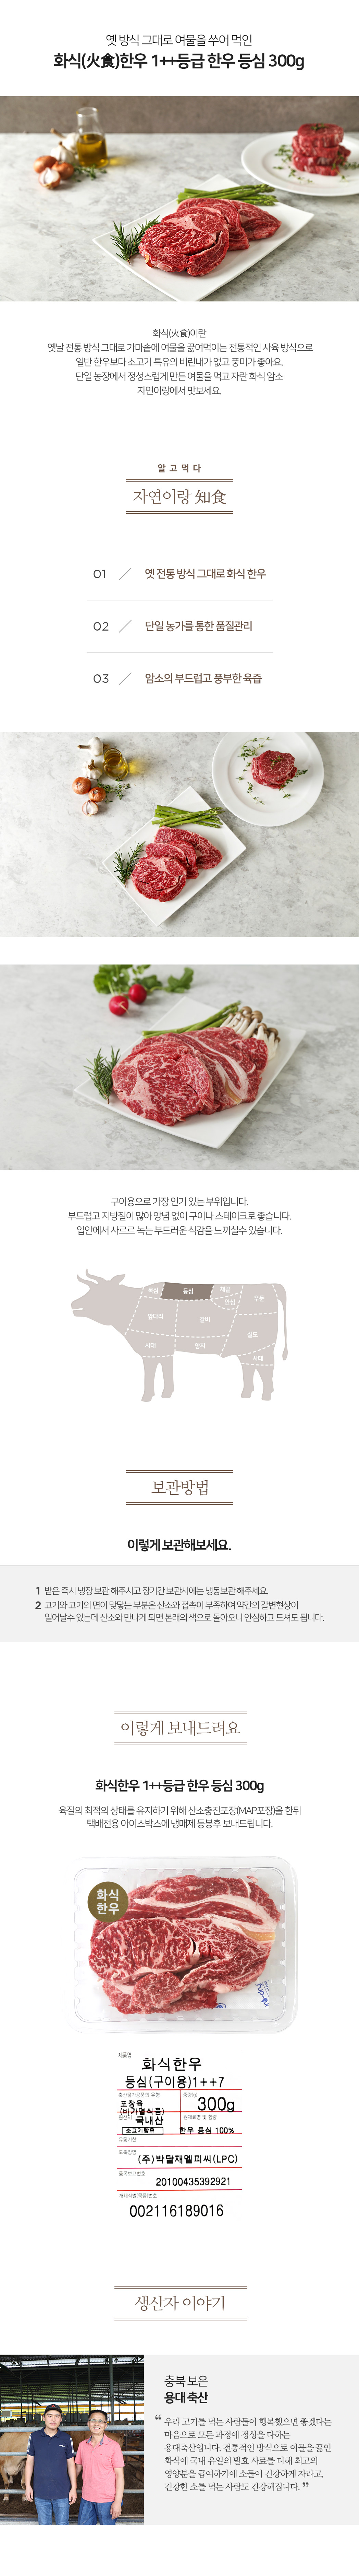 옛 방식 그대로 여물을 쑤어 먹인
화식(火食)한우 1++등급 한우 등심 300g
화식(火食)이란
옛날 전통 방식 그대로 가마솥에 여물을 끓여먹이는 전통적인 사육 방식으로
일반 한우보다 소고기 특유의 비린내가 없고 풍미가 좋아요.
단일 농장에서 정성스럽게 만든 여물을 먹고 자란 화식 암소
자연이랑에서 맛보세요.
알고먹다
자연이랑 知食
01 / 옛 전통 방식 그대로 화식 한우
02 / 단일 농가를 통한 품질관리
03 / 암소의 부드럽고 풍부한 육즙
구이용으로 가장 인기 있는 부위입니다.
부드럽고 지방질이 많아 양념 없이 구이나 스테이크로 좋습니다.
입안에서 사르르 녹는 부드러운 식감을 느끼실수 있습니다.
목심 등심 채끝 우둔
안심
앞다리 갈비 설도
사태 양지 사태
보관방법
이렇게 보관해보세요.
1 받은 즉시 냉장 보관 해주시고 장기간 보관시에는 냉동보관 해주세요.
2 고기와 고기의 면이 맞닿는 부분은 산소와 접촉이 부족하여 약간의 갈변현상이
일어날수 있는데 산소와 만나게 되면 본래의 색으로 돌아오니 안심하고 드셔도 됩니다.
이렇게 보내드려요
화식한우 1++등급 한우 등심 300g
육질의 최적의 상태를 유지하기 위해 산소충진포장(MAP포장)을 한뒤
택배전용 아이스박스에 냉매제 동봉후 보내드립니다.
화식
한우
제품명
화식한우
등심(구이용)1++7
포장육
(비가열식품)
300g
원산지
국내산
소고기
한우 등심 100%
유통기한
(주)박달재엘피씨(LPC)
품목보고번호
20100435392921
002116189016
생산자 이야기
충북 보은
용대 축산
“ 우리 고기를 먹는 사람들이 행복했으면 좋겠다는
마음으로 모든 과정에 정성을 다하는
용대축산입니다. 전통적인 방식으로 여물을 끓인
화식에 국내 유일의 발효 사료를 더해 최고의
영양분을 급여하기에 소들이 건강하게 자라고,
건강한 소를 먹는 사람도 건강해집니다. ”